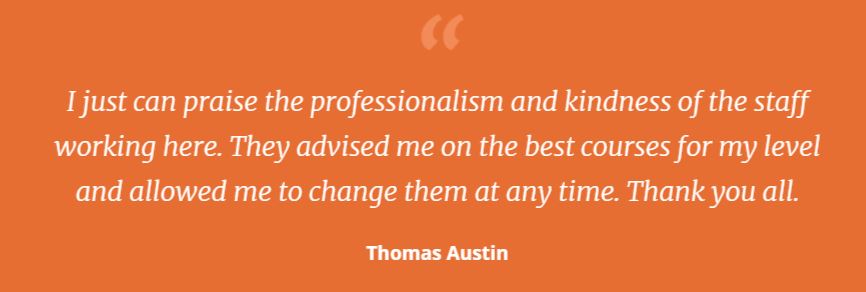 “
I just can praise the professionalism and kindness of the staff
working here. They advised me on the best courses for my level
and allowed me to change them at any time. Thank you all.
Thomas Austin